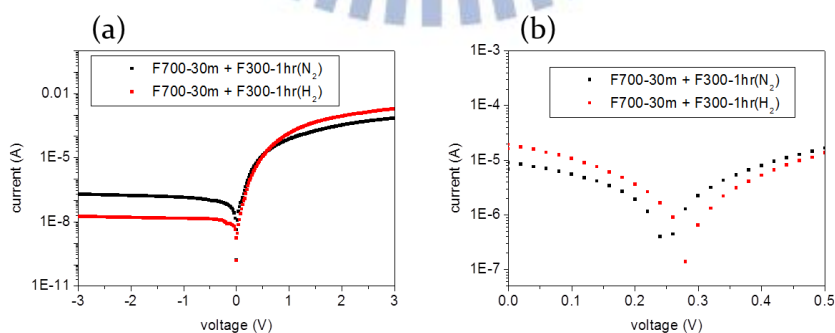 (a)
(b)
F700-30m + F300-1hr(N₂)
F700-30m + F300-1hr(H₂)
0.01
1E-5
1E-8
1E-11
current (A)
-3 -2 -1 0 1 2 3
voltage (V)
F700-30m + F300-1hr(N₂)
F700-30m + F300-1hr(H₂)
1E-3
1E-4
1E-5
1E-6
1E-7
current (A)
0.0 0.1 0.2 0.3 0.4 0.5
voltage (V)